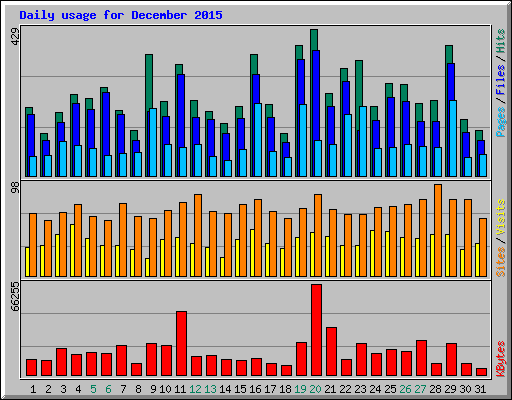 Daily usage for December 2015
429
Pages / Files / Hits
98
Sites / Visits
66255
KBytes
1 2 3 4 5 6 7 8 9 10 11 12 13 14 15 16 17 18 19 20 21 22 23 24 25 26 27 28 29 30 31